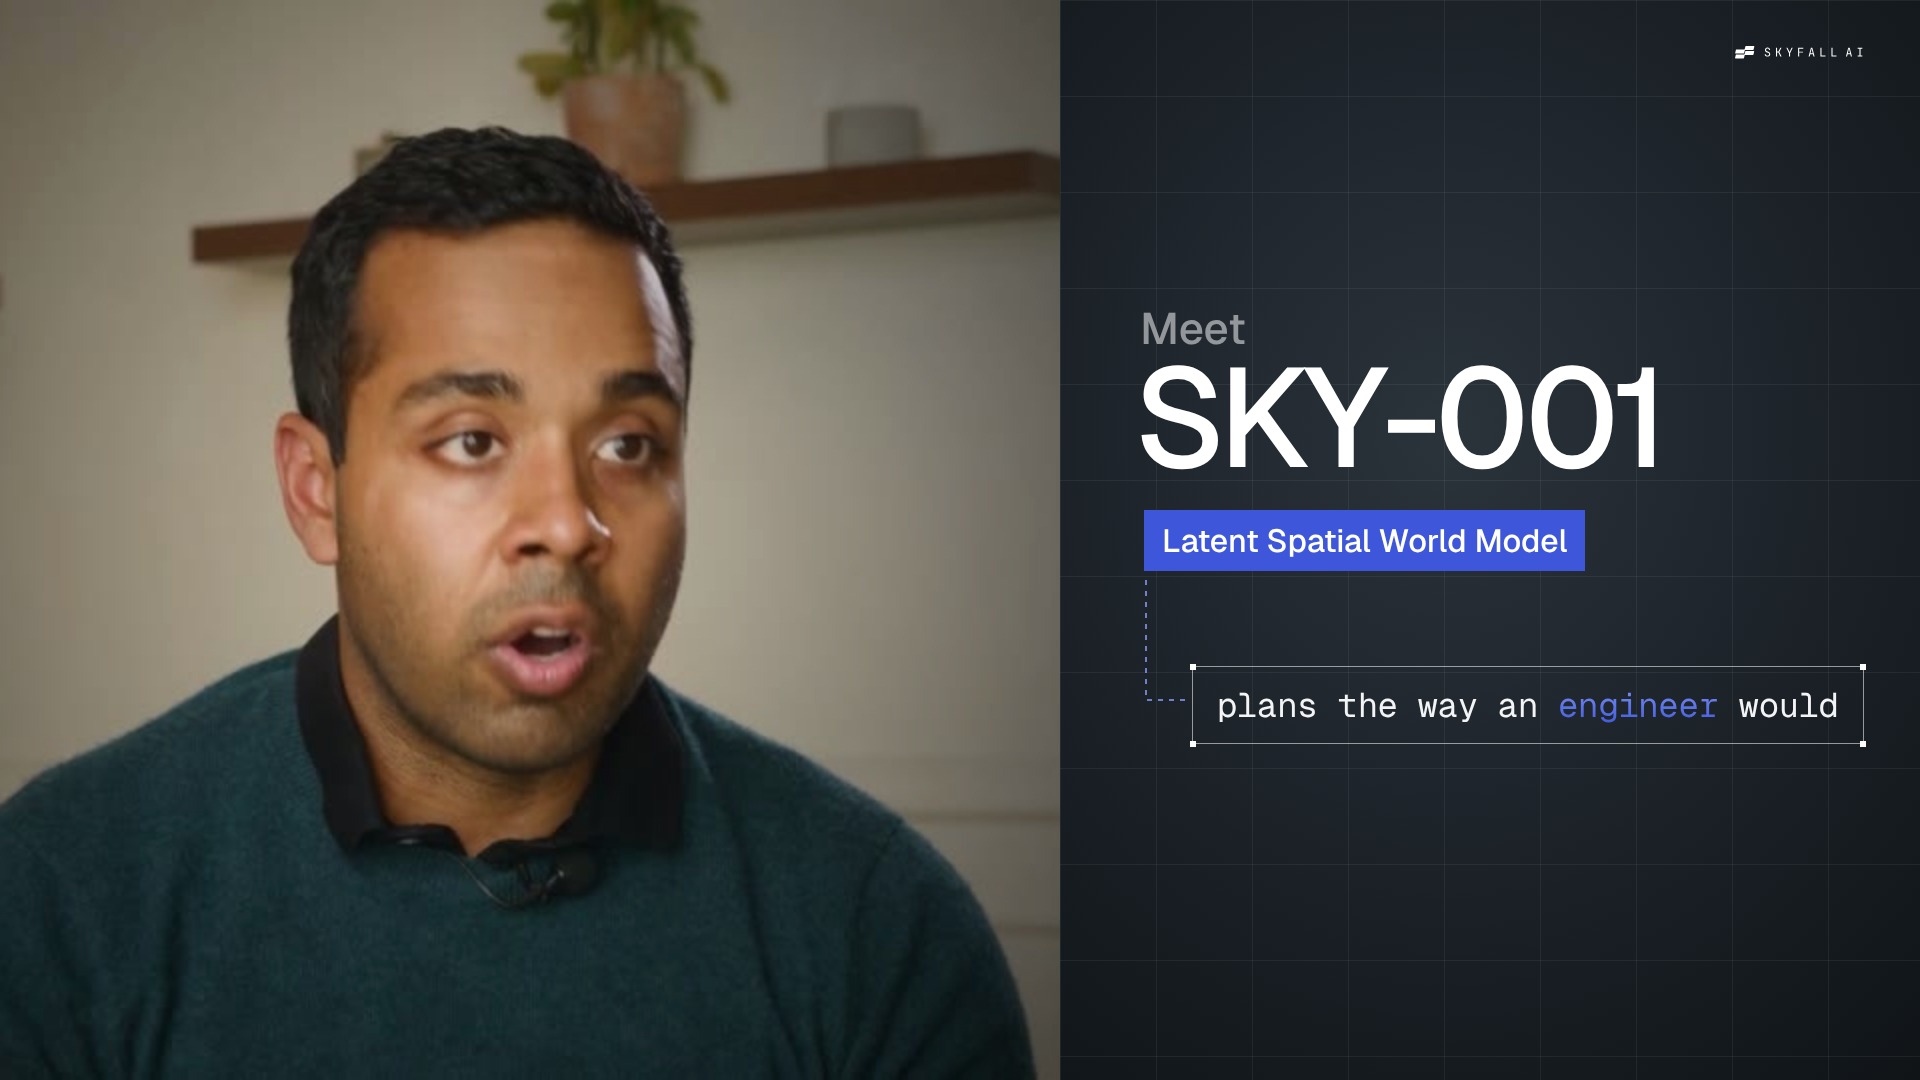 SKYFALL AI
Meet
SKY-001
Latent Spatial World Model
plans the way an engineer would